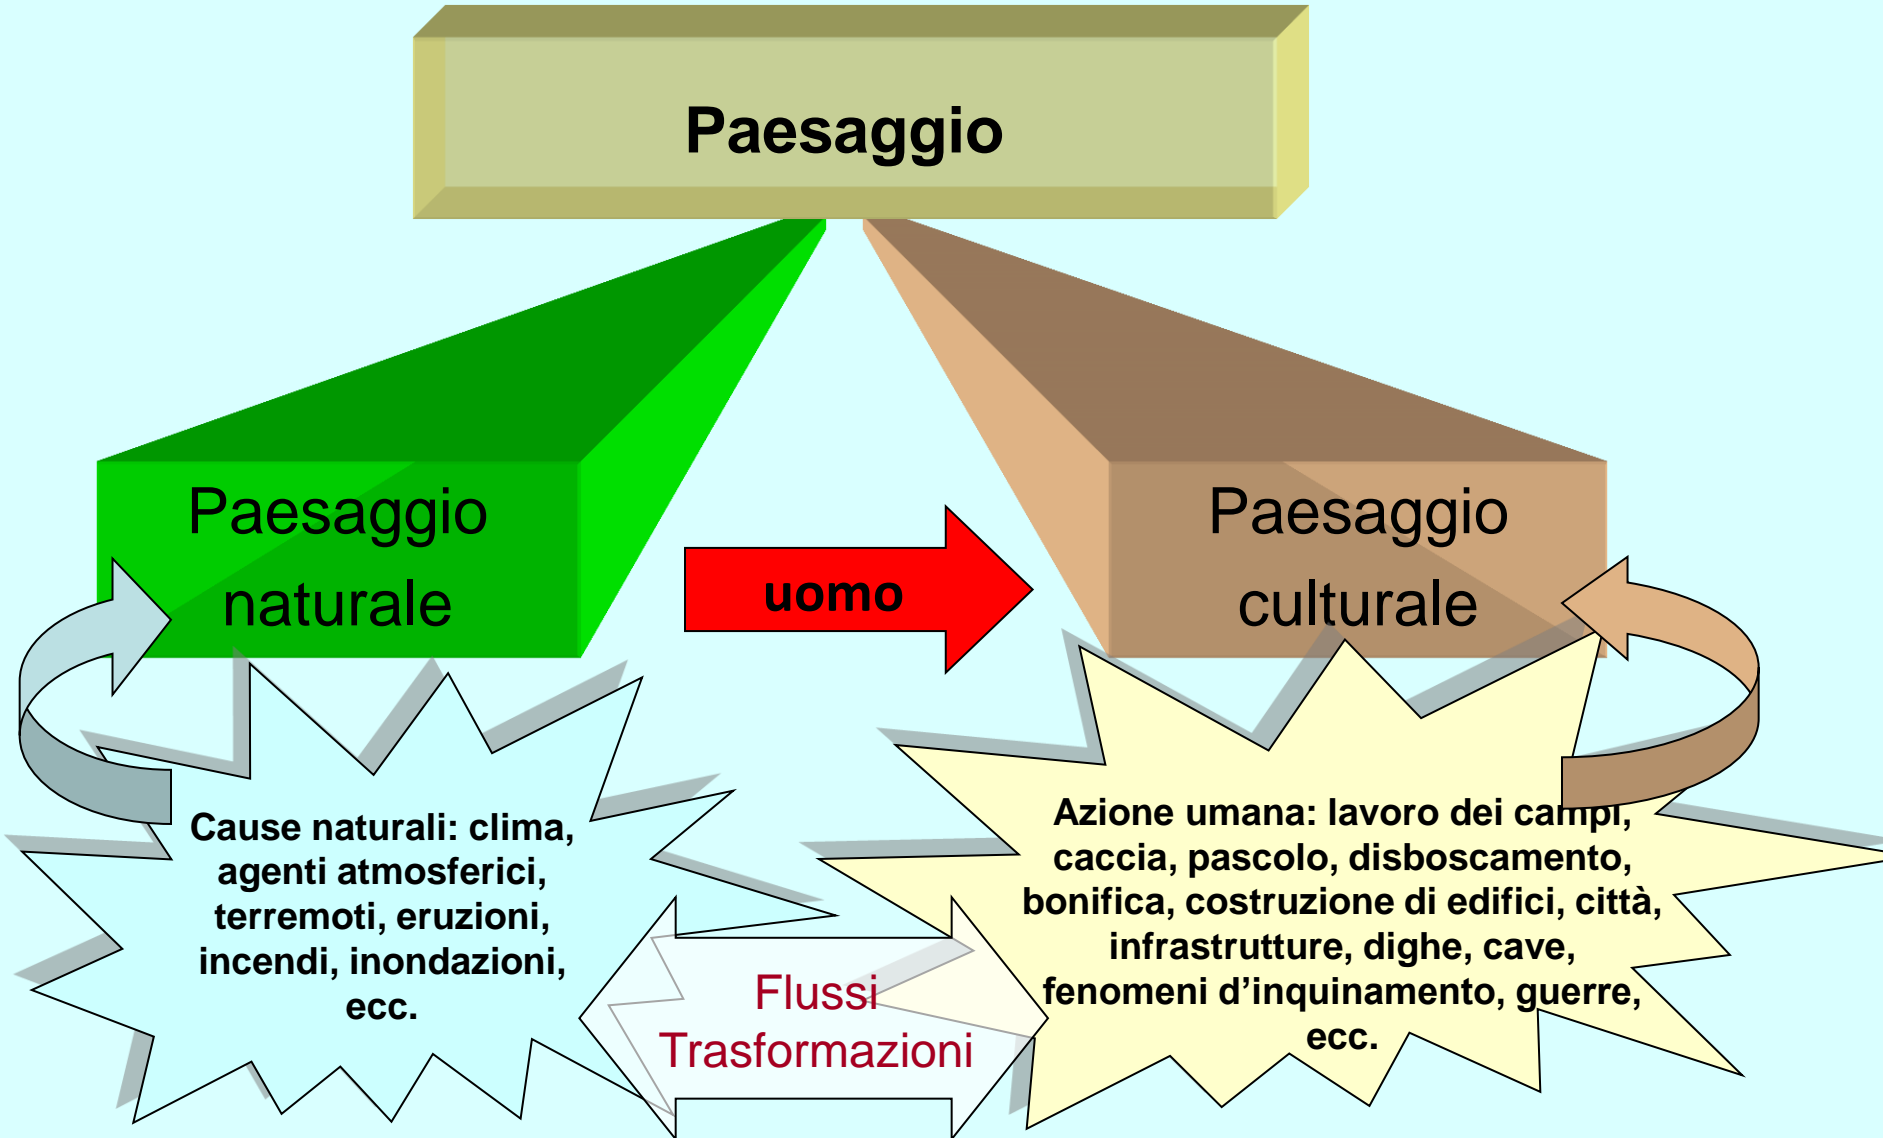 Paesaggio
Paesaggio
naturale
uomo
Paesaggio
culturale
Cause naturali: clima,
agenti atmosferici,
terremoti, eruzioni,
incendi, inondazioni,
ecc.
Azione umana: lavoro dei campi,
caccia, pascolo, disboscamento,
bonifica, costruzione di edifici, città,
infrastrutture, dighe, cave,
fenomeni d’inquinamento, guerre,
ecc.
Flussi
Trasformazioni